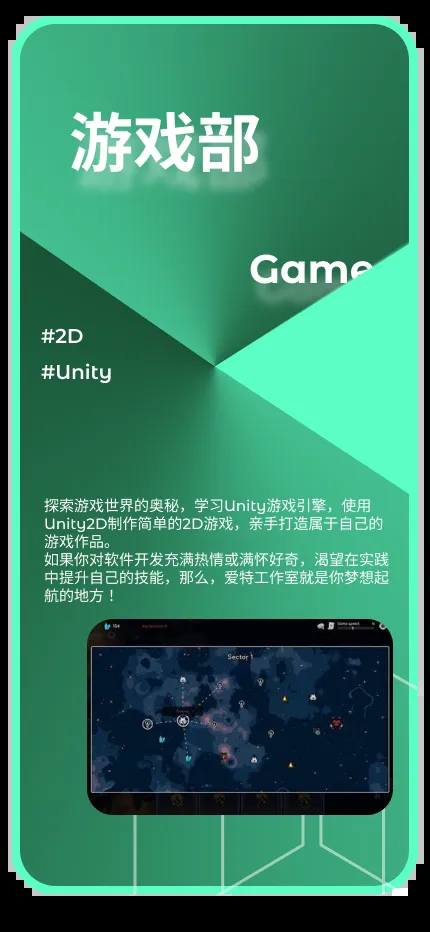 游戏部
Game
#2D
#Unity
探索游戏世界的奥秘，学习Unity游戏引擎，使用
Unity2D制作简单的2D游戏，亲手打造属于自己的
游戏作品。
如果你对软件开发充满热情或满怀好奇，渴望在实践
中提升自己的技能，那么，爱特工作室就是你梦想起
航的地方！
Sector 1